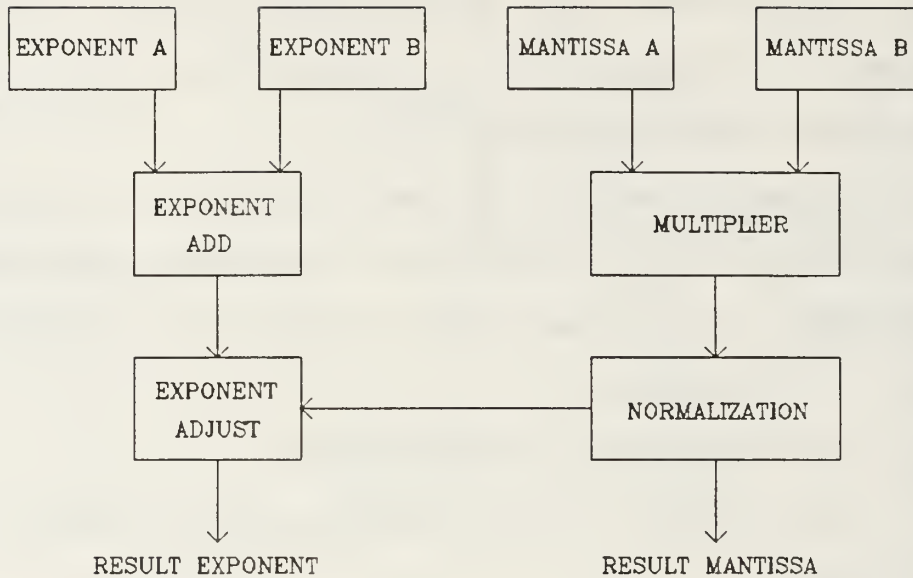 EXPONENT A
EXPONENT B
MANTISSA A
MANTISSA B
EXPONENT
ADD
MULTIPLIER
EXPONENT
ADJUST
NORMALIZATION
RESULT EXPONENT
RESULT MANTISSA